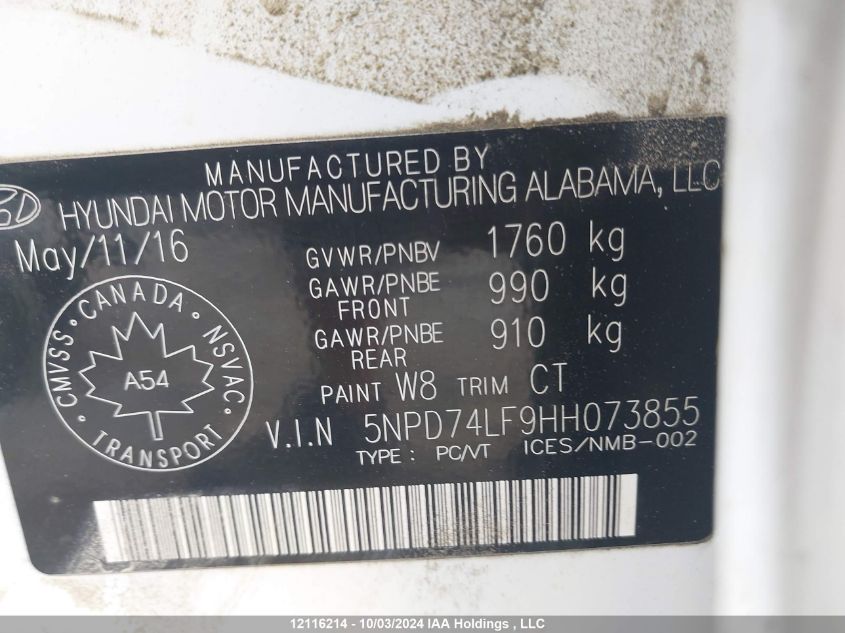 MANUFACTURED BY
HYUNDAI MOTOR MANUFACTURING ALABAMA, LLC
May/11/16
GVWR/PNBV 1760 kg
GAWR/PNBE 990 kg
FRONT
GAWR/PNBE 910 kg
REAR
PAINT W8 TRIM CT
V.I.N 5NPD74LF9HH073855
TYPE : PC/VT ICES/NMB-002
CMVSS CANADA NSVAC
A54
TRANSPORT
12116214 - 10/03/2024 IAA Holdings , LLC